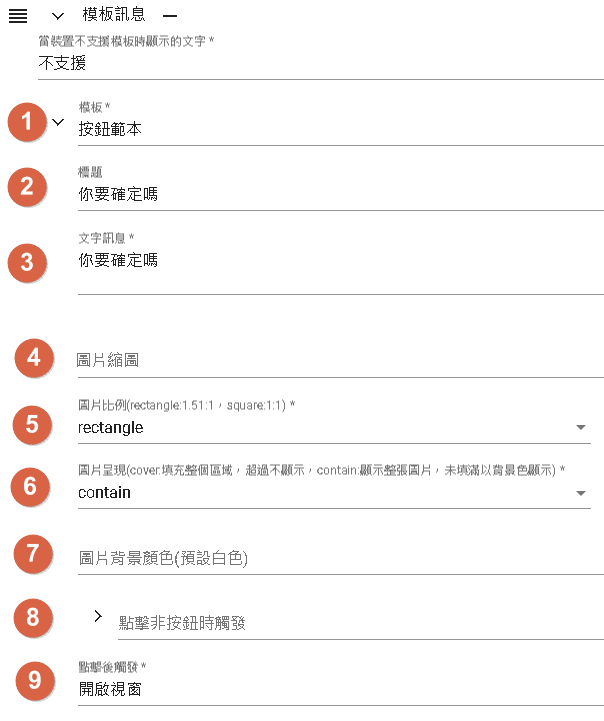 模板訊息
當裝置不支援模板時顯示的文字 *
不支援
1
模板 *
按鈕範本
2
標題
你要確定嗎
3
文字訊息 *
你要確定嗎
4
圖片縮圖
5
圖片比例(rectangle:1.51:1，square:1:1) *
rectangle
6
圖片呈現(cover:填充整個區域，超過不顯示，contain:顯示整張圖片，未填滿以背景色顯示) *
contain
7
圖片背景顏色(預設白色)
8
點擊非按鈕時觸發
9
點擊後觸發 *
開啟視窗